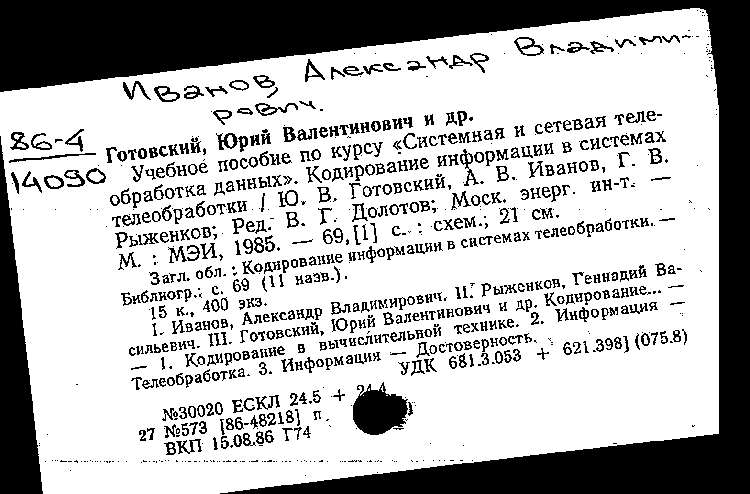 Иванов Александр Владими-
рович.
86-4
14090
Готовский, Юрий Валентинович и др.
Учебное пособие по курсу «Системная и сетевая теле-
обработка данных». Кодирование информации в системах
телеобработки / Ю. В. Готовский, А. В. Иванов, Г. В.
Рыженков; Ред. В. Г. Долотов; Моск. энерг. ин-т. —
М. : МЭИ, 1985. — 69,[1] с. : схем.; 21 см.
Загл. обл. : Кодирование информации в системах телеобработки. —
Библиогр.: с. 69 (11 назв.).
15 к., 400 экз.
I. Иванов, Александр Владимирович. II. Рыженков, Геннадий Ва-
сильевич. III. Готовский, Юрий Валентинович и др. Кодирование... —
— 1. Кодирование в вычислительной технике. 2. Информация —
Телеобработка. 3. Информация — Достоверность.
УДК 681.3.053 + 621.398](075.8)
№30020 ЕСКЛ 24.5 + 24.4
27 №573 [86-48218] п.
ВКП 15.08.86 Г74